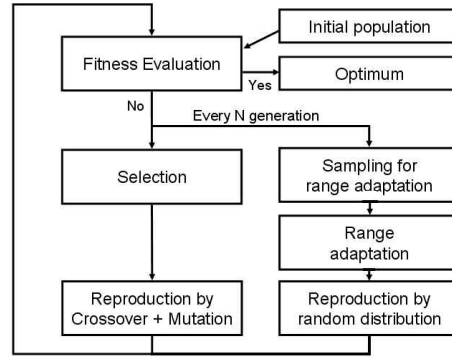 Initial population
Fitness Evaluation
Optimum
Yes
No
Every N generation
Selection
Sampling for
range adaptation
Range
adaptation
Reproduction by
Crossover + Mutation
Reproduction by
random distribution